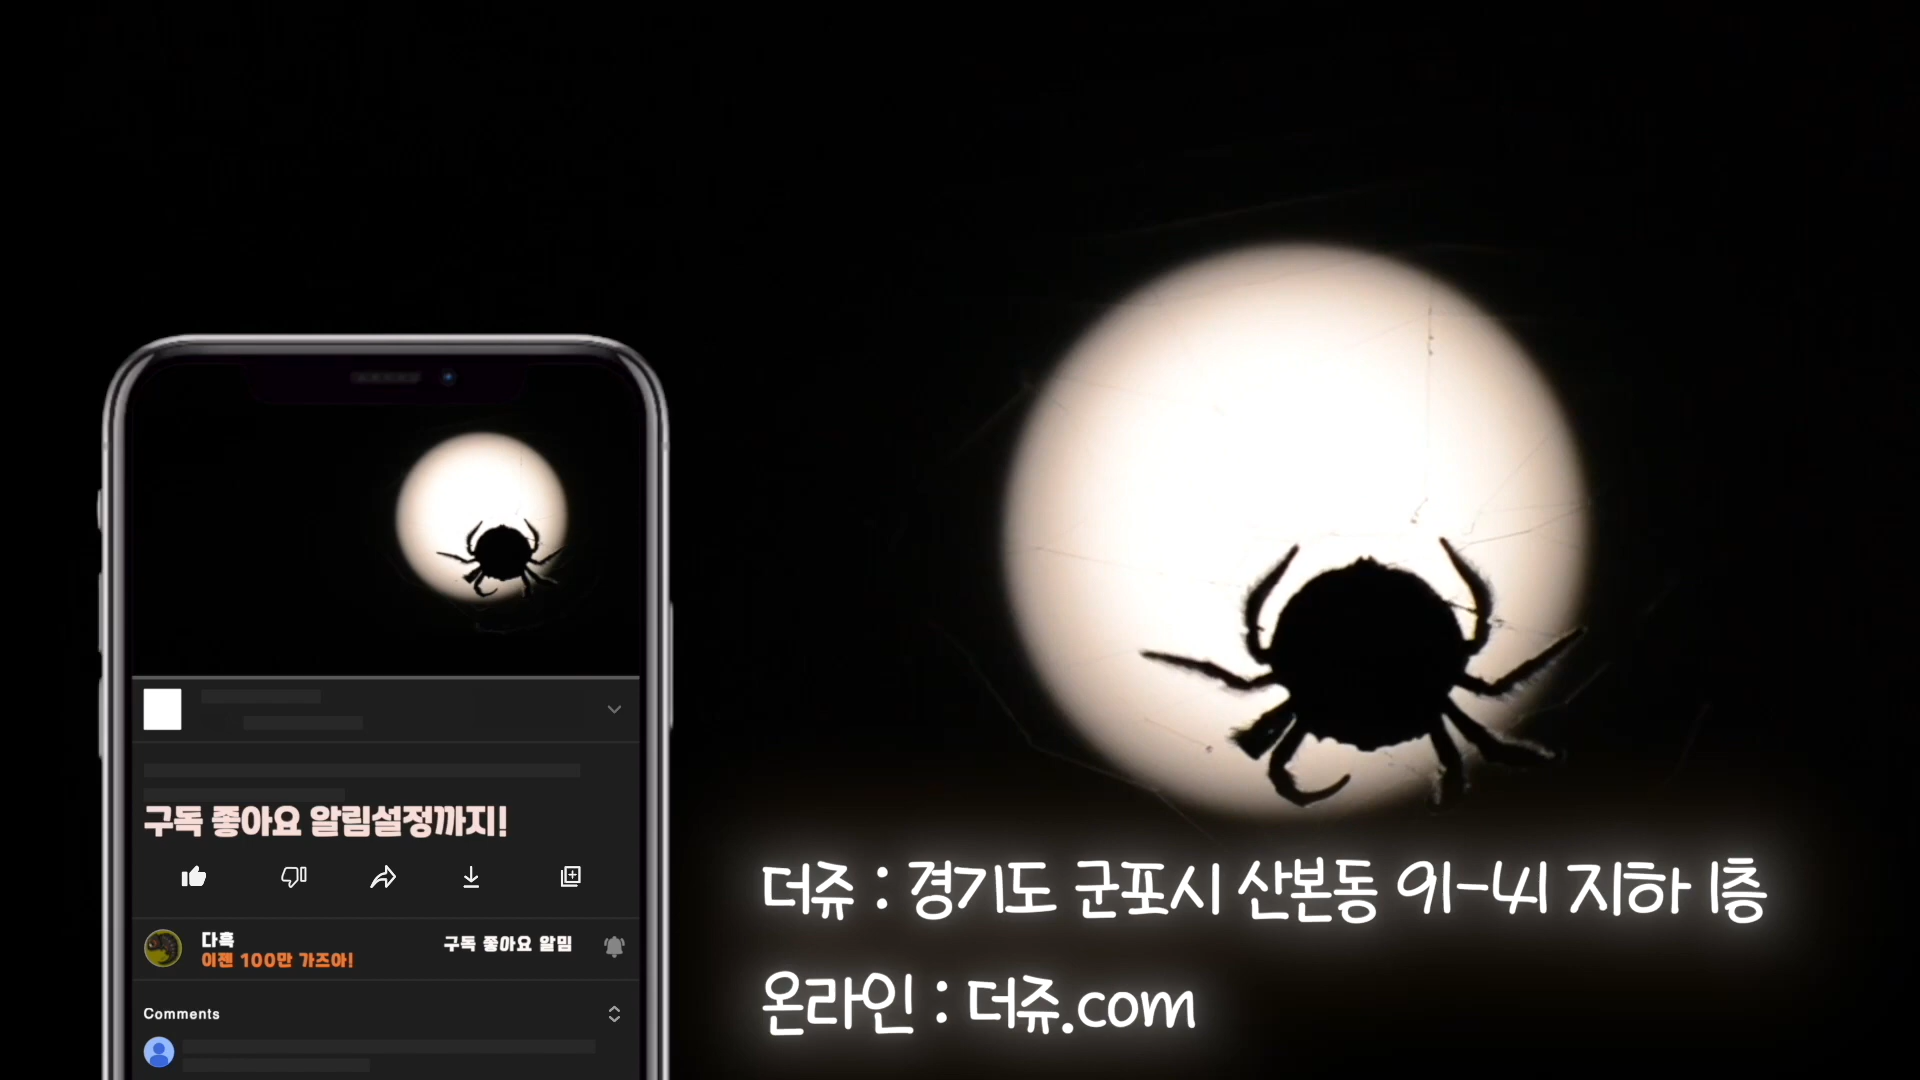 구독 좋아요 알림설정까지!
다흑
이젠 100만 가즈아!
구독 좋아요 알밈
Comments
더쥬 : 경기도 군포시 산본동 91-41 지하 1층
온라인 : 더쥬.com